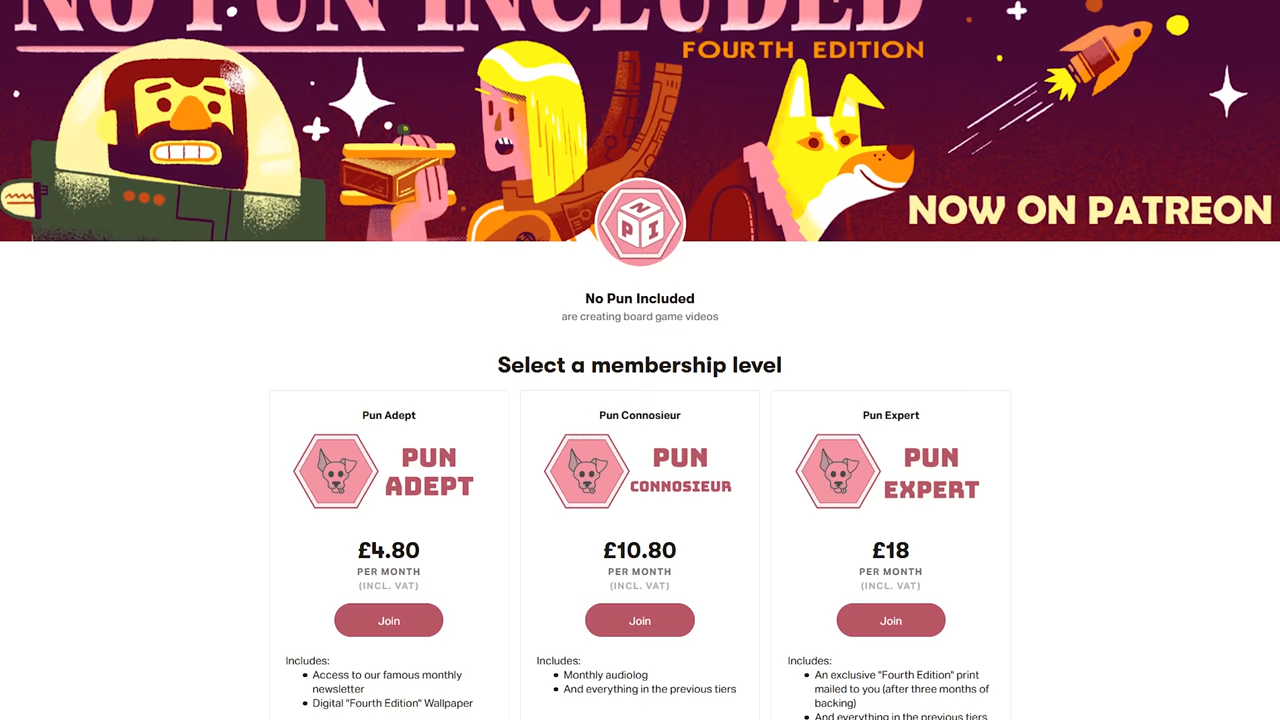 NO PUN INCLUDED
FOURTH EDITION
NOW ON PATREON
N
P I
No Pun Included
are creating board game videos
Select a membership level
Pun Adept
PUN
ADEPT
£4.80
PER MONTH
(INCL. VAT)
Join
Includes:
Access to our famous monthly
newsletter
Digital "Fourth Edition" Wallpaper
Pun Connosieur
PUN
CONNOSIEUR
£10.80
PER MONTH
(INCL. VAT)
Join
Includes:
Monthly audiolog
And everything in the previous tiers
Pun Expert
PUN
EXPERT
£18
PER MONTH
(INCL. VAT)
Join
Includes:
An exclusive "Fourth Edition" print
mailed to you (after three months of
backing)
And everything in the previous tiers